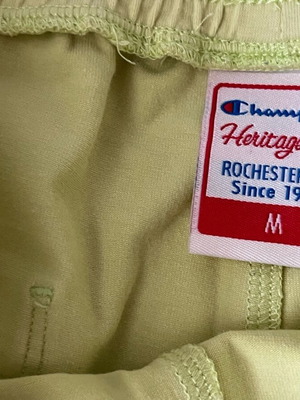 Champ
Heritage
ROCHESTER
Since 19
M